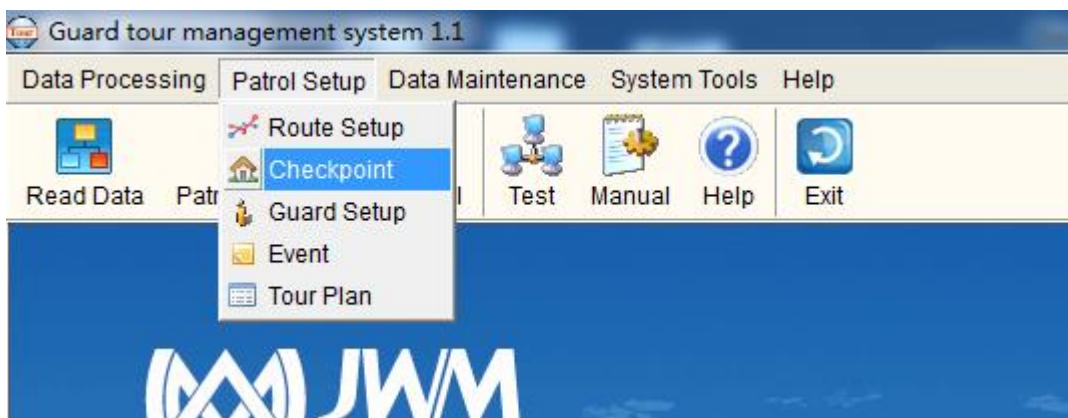 Guard tour management system 1.1
Data Processing Patrol Setup Data Maintenance System Tools Help
Route Setup
Checkpoint
Guard Setup
Event
Tour Plan
Read Data Test Manual Help Exit
JWM